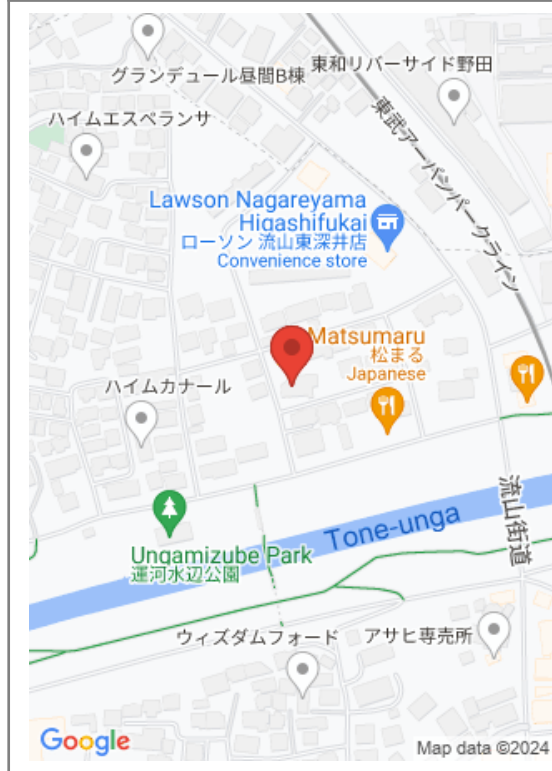 グランデュール昼間B棟
東和リバーサイド野田
ハイムエスペランサ
東武アーバンパークライン
Lawson Nagareyama
Higashifukai
ローソン 流山東深井店
Convenience store
Matsumaru
松まる
Japanese
ハイムカナール
流山街道
Tone-unga
Ungamizube Park
運河水辺公園
ウィズダムフォード
アサヒ専売所
Google
Map data ©2024